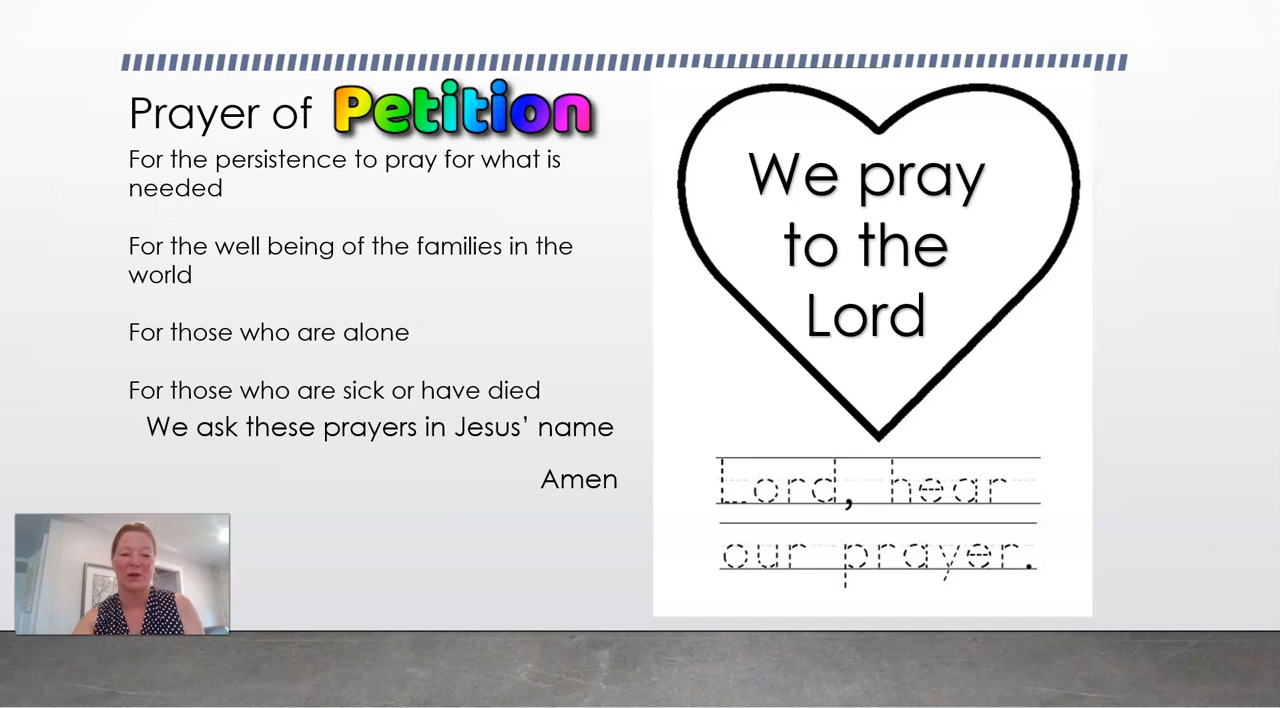 Prayer of Petition
For the persistence to pray for what is
needed
For the well being of the families in the
world
For those who are alone
For those who are sick or have died
We ask these prayers in Jesus’ name
Amen
We pray
to the
Lord
Lord, hear
our prayer.